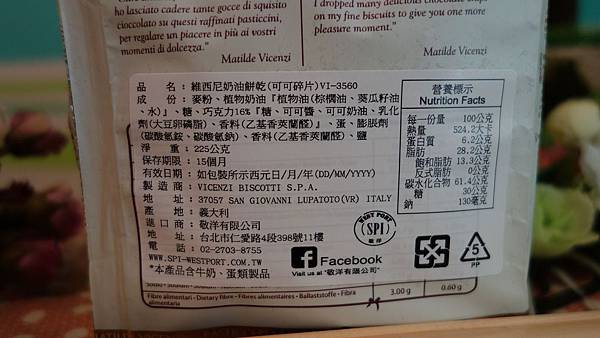 ho lasciato cadere tante gocce di squisito
cioccolato su questi raffinati pasticcini,
per regalare un piacere in più ai vostri
momenti di dolcezza."
Matilde Vicenzi
I dropped many delicious chocolate chips
on my fine biscuits to give you one more
pleasure moment."
Matilde Vicenzi
品 名：維西尼奶油餅乾(可可碎片)VI-3560
成 份：麥粉、植物奶油『植物油(棕櫚油、葵瓜籽油
、水)』、糖、巧克力16%『糖、可可醬、可可奶油、乳化
劑(大豆卵磷脂)、香料(乙基香莢蘭醛)』、蛋、膨脹劑
(碳酸氫銨、碳酸氫鈉)、香料(乙基香莢蘭醛)、鹽
淨 重：225公克
保存期限：15個月
有效日期：如包裝所示西元日/月/年(DD/MM/YYYY)
製 造 商：VICENZI BISCOTTI S.P.A.
地 址：37057 SAN GIOVANNI LUPATOTO(VR) ITALY
產 地：義大利
進 口 商：敬洋有限公司
地 址：台北市仁愛路4段398號11樓
電 話：02-2703-8755
WWW.SPI-WESTPORT.COM.TW
*本產品含牛奶、蛋類製品
營養標示
Nutrition Facts
每一份量 100公克
熱量 524.2大卡
蛋白質 6.2公克
脂肪 28.2公克
飽和脂肪 13.3公克
反式脂肪 0公克
碳水化合物 61.4公克
糖 30公克
鈉 130毫克
WEST PORT
SPI
敬洋
Facebook
Visit us at "敬洋有限公司"
5
PP
Fibre alimentari • Dietary fibre • Fibres alimentaires • Ballaststoffe • Fibra
alimentaria
3.00 g 0.60 g